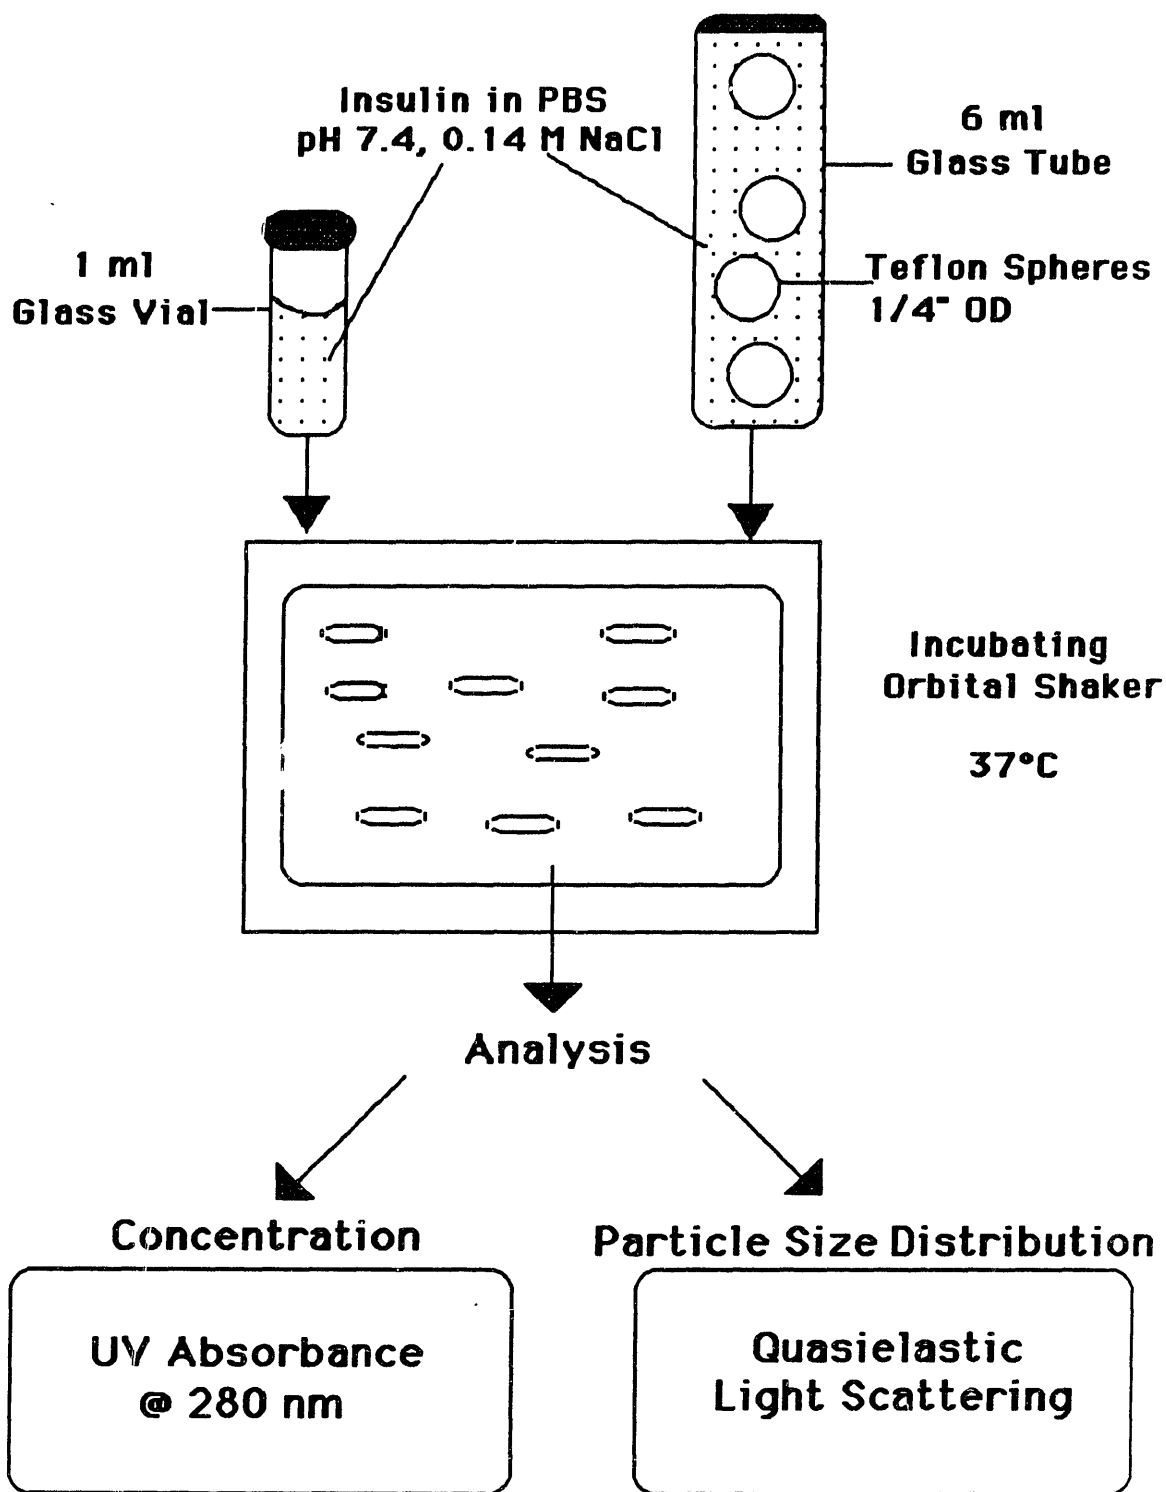 Insulin in PBS
pH 7.4, 0.14 M NaCl
6 ml
Glass Tube
1 ml
Glass Vial
Teflon Spheres
1/4" OD
Incubating
Orbital Shaker
37°C
Analysis
Concentration
Particle Size Distribution
UV Absorbance
@ 280 nm
Quasielastic
Light Scattering